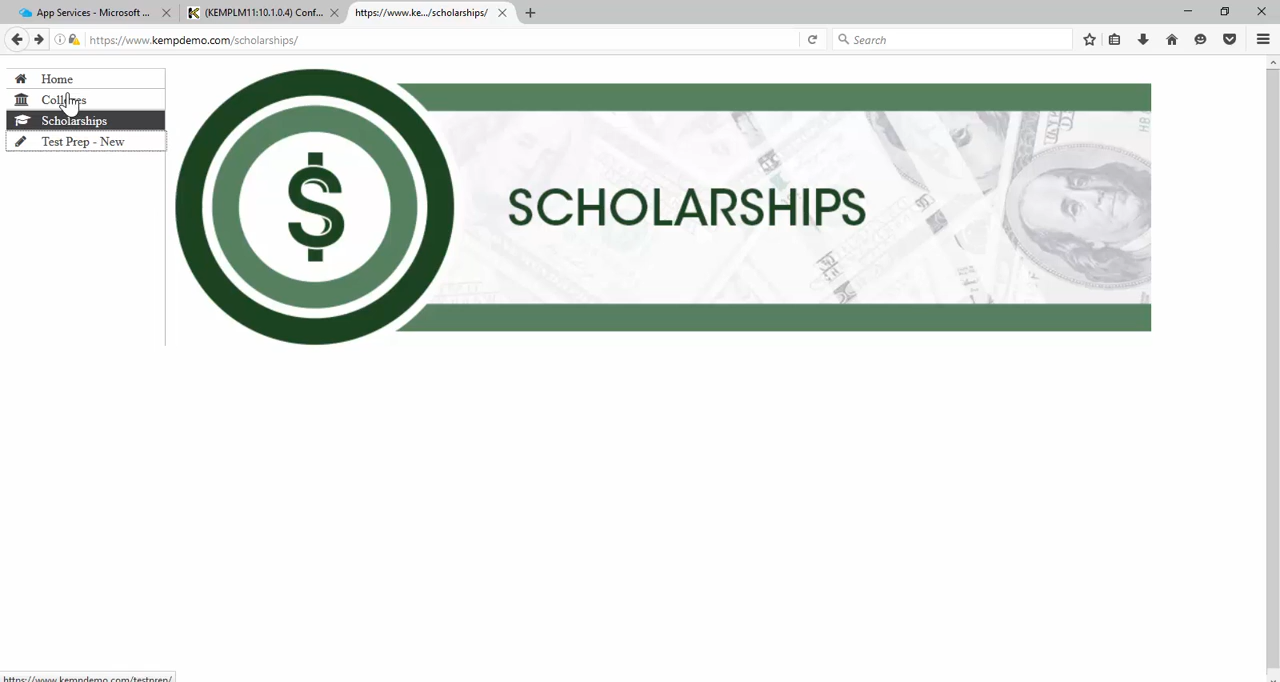 App Services - Microsoft ...
(KEMPLM11:10.1.0.4) Conf...
https://www.ke.../scholarships/
https://www.kempdemo.com/scholarships/
Search
Home
Scholarships
Test Prep - New
$
SCHOLARSHIPS
HB
https://www.kempdemo.com/testprep/